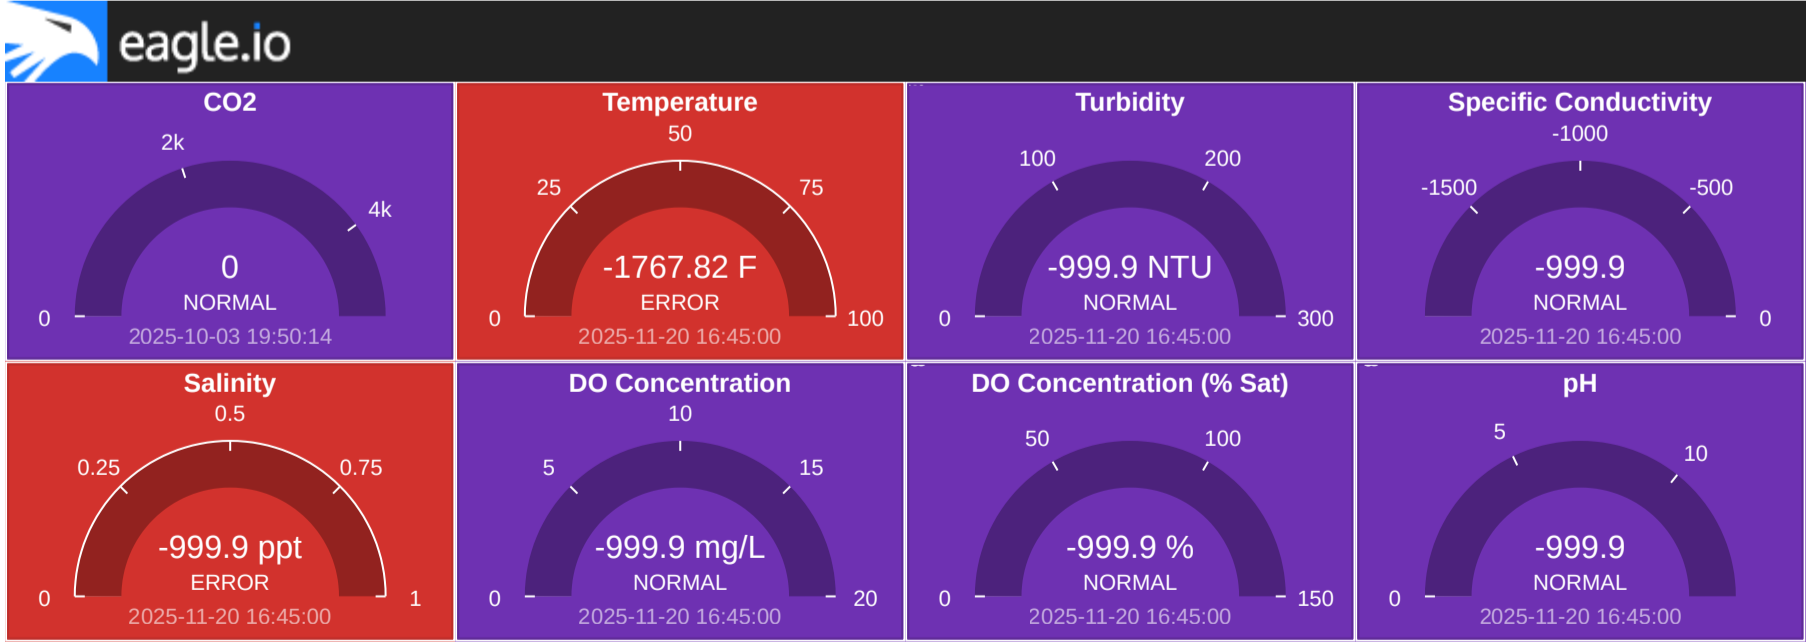 eagle.io
CO2
2k
4k
0
NORMAL
0
2025-10-03 19:50:14
Temperature
50
25
75
-1767.82 F
ERROR
0
100
2025-11-20 16:45:00
Turbidity
100
200
-999.9 NTU
NORMAL
0
300
2025-11-20 16:45:00
Specific Conductivity
-1000
-1500
-500
-999.9
NORMAL
0
2025-11-20 16:45:00
Salinity
0.5
0.25
0.75
-999.9 ppt
ERROR
0
1
2025-11-20 16:45:00
DO Concentration
10
5
15
-999.9 mg/L
NORMAL
0
20
2025-11-20 16:45:00
DO Concentration (% Sat)
50
100
-999.9 %
NORMAL
0
150
2025-11-20 16:45:00
pH
5
10
-999.9
NORMAL
0
2025-11-20 16:45:00